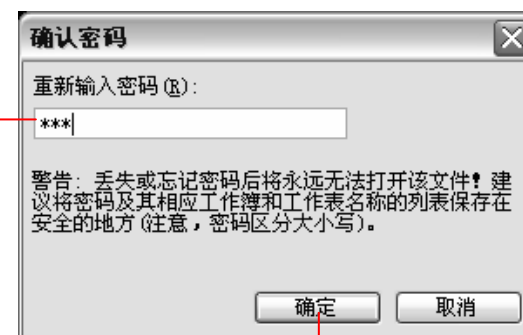 确认密码
重新输入密码(R):
***
警告: 丢失或忘记密码后将永远无法打开该文件! 建
议将密码及其相应工作簿和工作表名称的列表保存在
安全的地方(注意，密码区分大小写)。
确定
取消